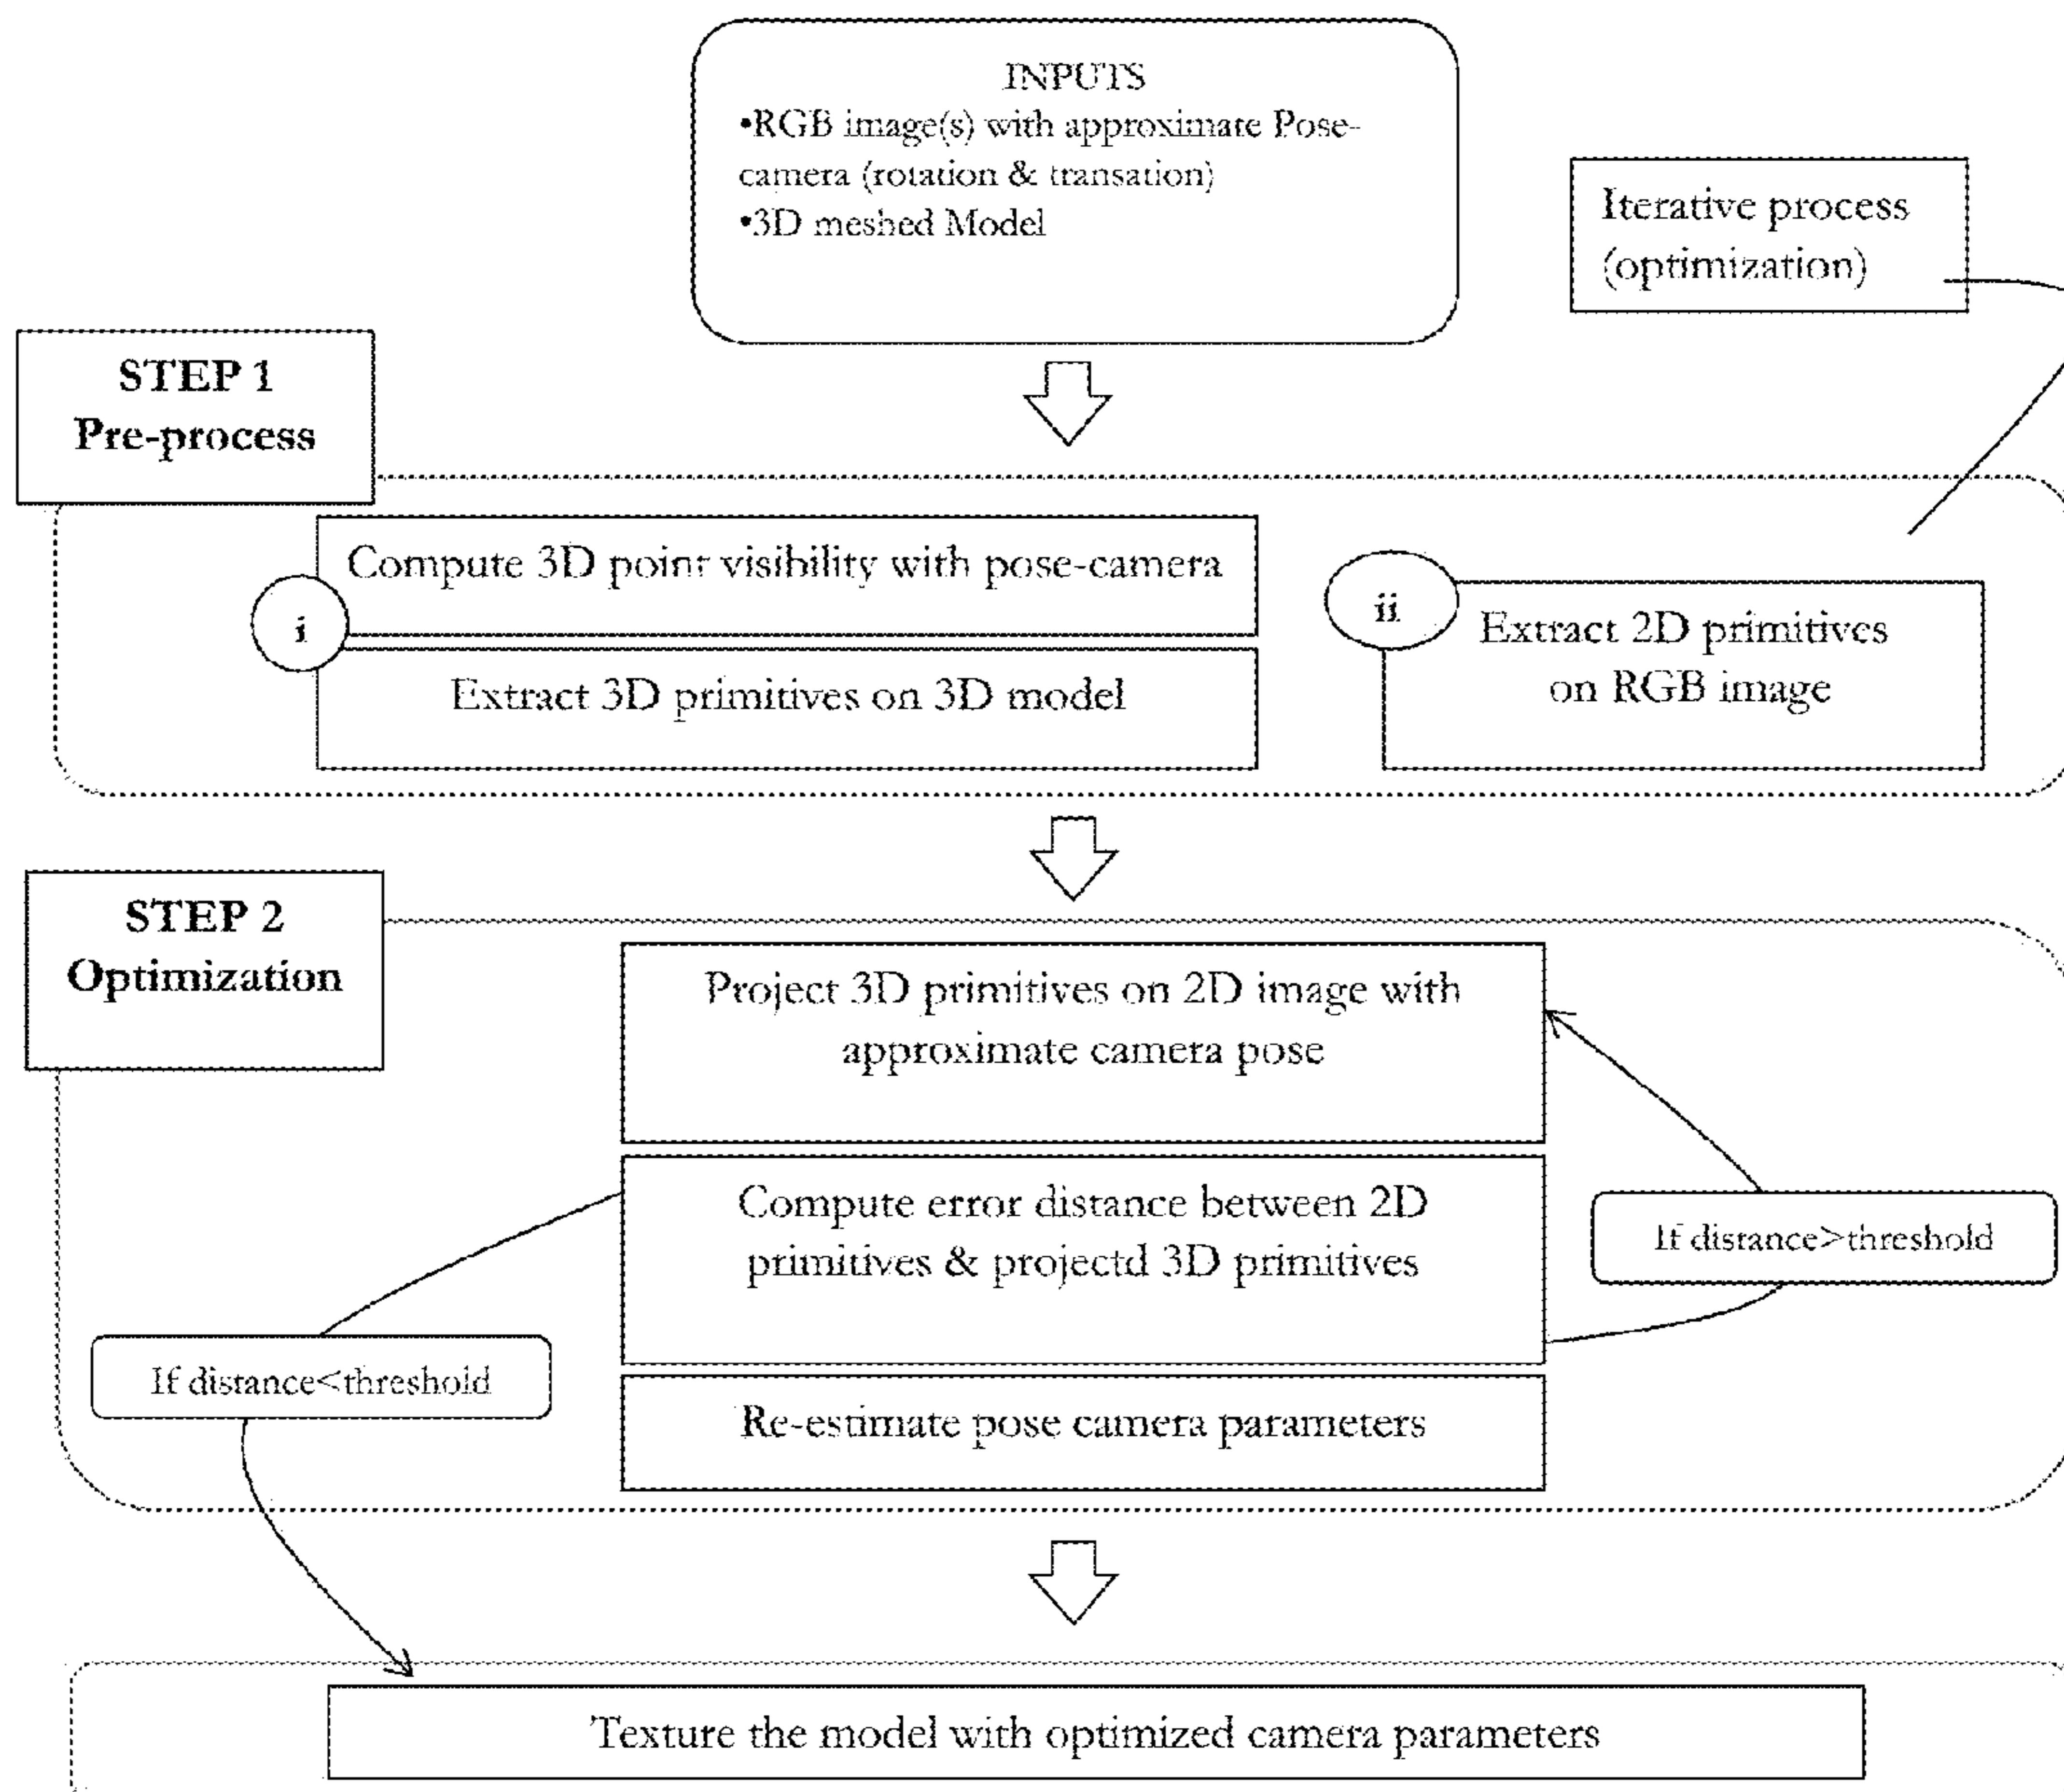 INPUTS
•RGB image(s) with approximate Pose-
camera (rotation & transation)
•3D meshed Model
Iterative process
(optimization)
STEP 1
Pre-process
Compute 3D point visibility with pose-camera
i
Extract 3D primitives on 3D model
ii
Extract 2D primitives
on RGB image
STEP 2
Optimization
Project 3D primitives on 2D image with
approximate camera pose
Compute error distance between 2D
primitives & projectd 3D primitives
If distance>threshold
If distance<threshold
Re-estimate pose camera parameters
Texture the model with optimized camera parameters